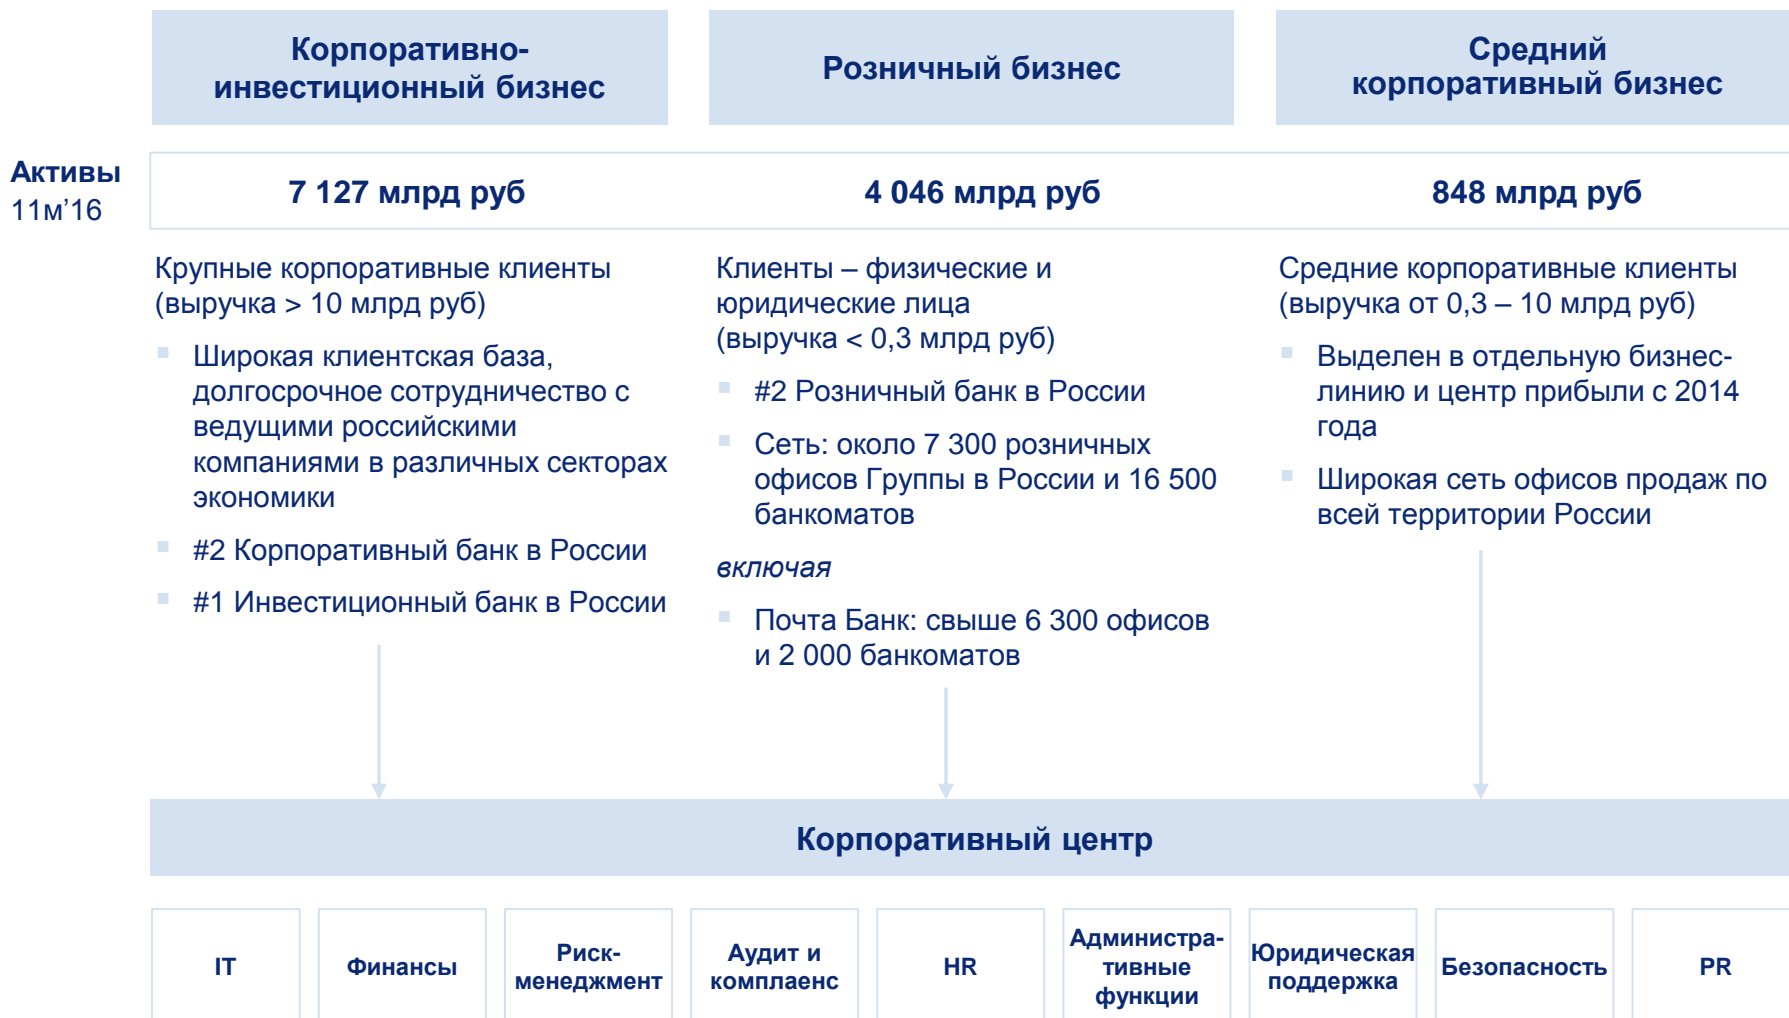 Корпоративно-
инвестиционный бизнес
Розничный бизнес
Средний
корпоративный бизнес
Активы
11м’16
7 127 млрд руб
4 046 млрд руб
848 млрд руб
Крупные корпоративные клиенты
(выручка > 10 млрд руб)
Широкая клиентская база,
долгосрочное сотрудничество с
ведущими российскими
компаниями в различных секторах
экономики
#2 Корпоративный банк в России
#1 Инвестиционный банк в России
Клиенты – физические и
юридические лица
(выручка < 0,3 млрд руб)
#2 Розничный банк в России
Сеть: около 7 300 розничных
офисов Группы в России и 16 500
банкоматов
включая
Почта Банк: свыше 6 300 офисов
и 2 000 банкоматов
Средние корпоративные клиенты
(выручка от 0,3 – 10 млрд руб)
Выделен в отдельную бизнес-
линию и центр прибыли с 2014
года
Широкая сеть офисов продаж по
всей территории России
Корпоративный центр
IT
Финансы
Риск-
менеджмент
Аудит и
комплаенс
HR
Администра-
тивные
функции
Юридическая
поддержка
Безопасность
PR